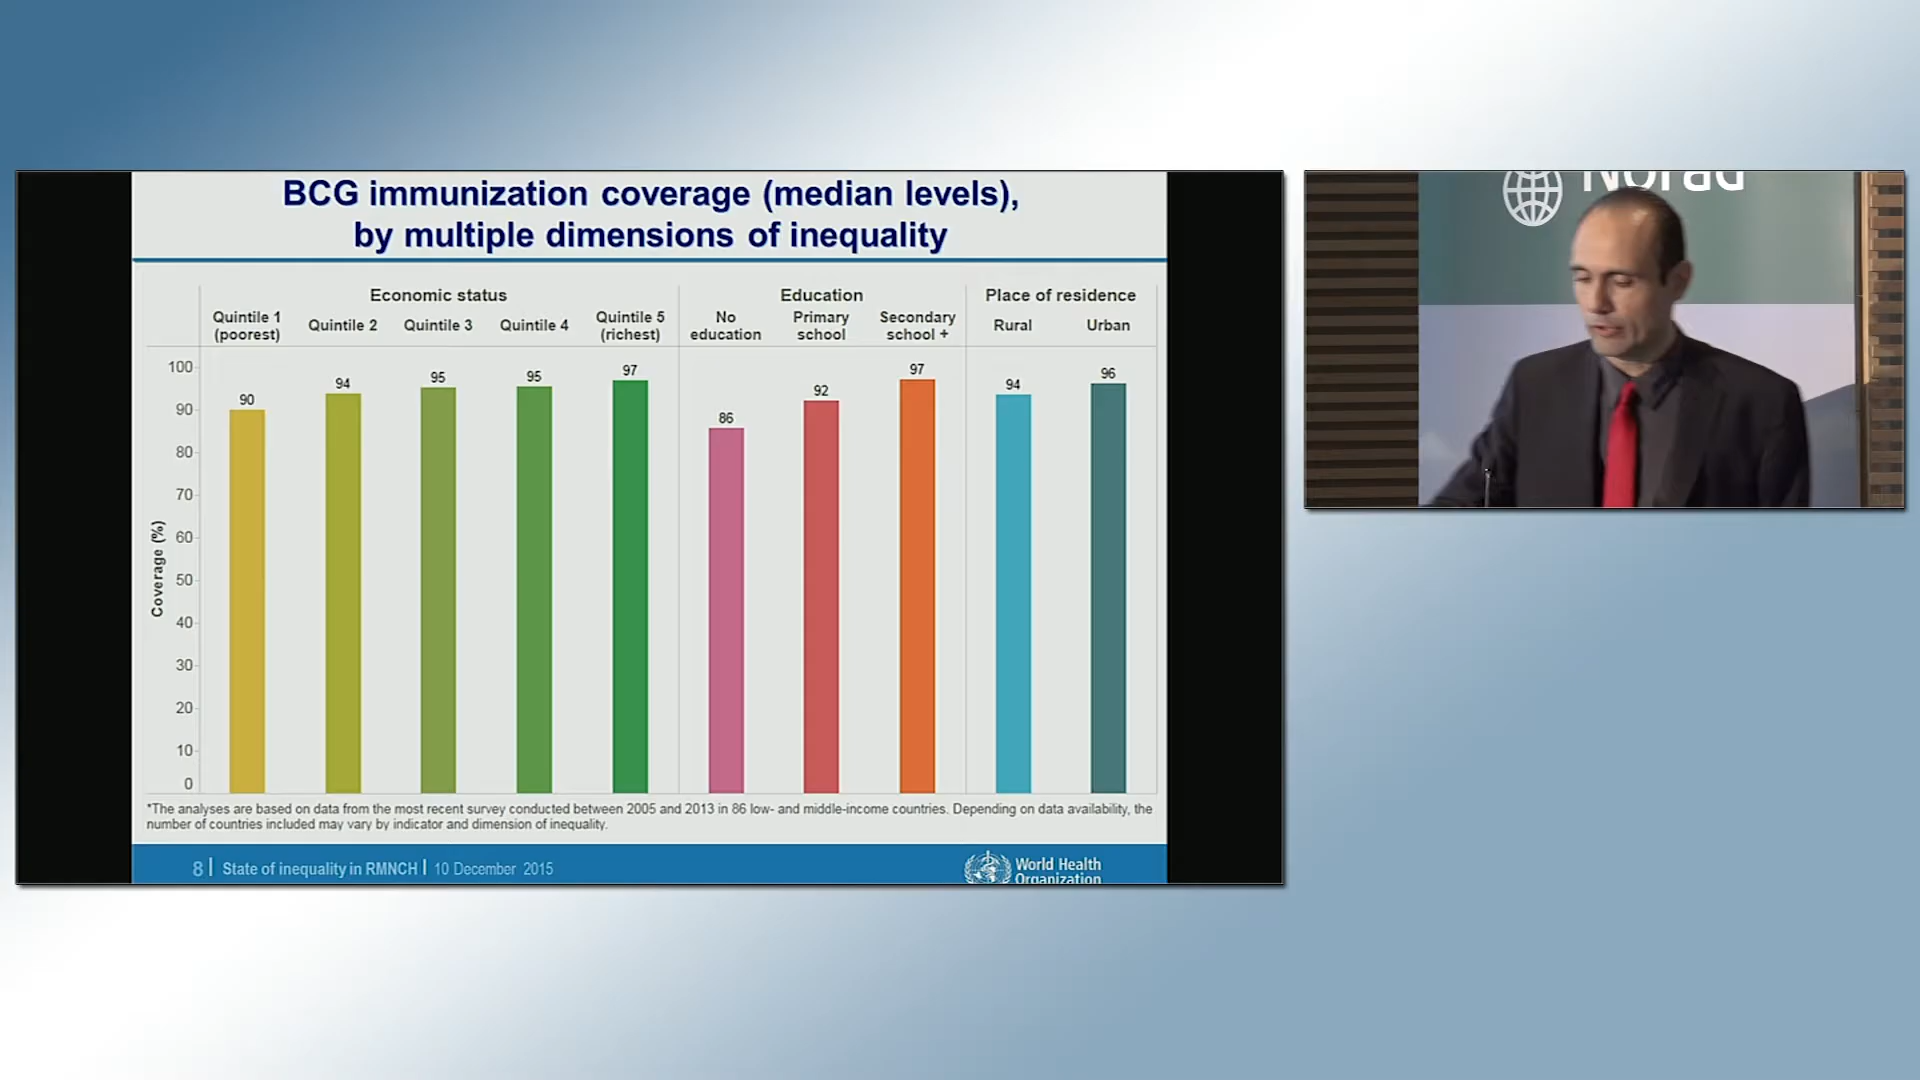 BCG immunization coverage (median levels),
by multiple dimensions of inequality
Economic status
Education
Place of residence
Quintile 1
(poorest)
Quintile 2
Quintile 3
Quintile 4
Quintile 5
(richest)
No
education
Primary
school
Secondary
school +
Rural
Urban
Coverage (%)
100
90
80
70
60
50
40
30
20
10
0
90
94
95
95
97
86
92
97
94
96
*The analyses are based on data from the most recent survey conducted between 2005 and 2013 in 86 low- and middle-income countries. Depending on data availability, the
number of countries included may vary by indicator and dimension of inequality.
8 | State of inequality in RMNCH | 10 December 2015
World Health
Organization
Norad